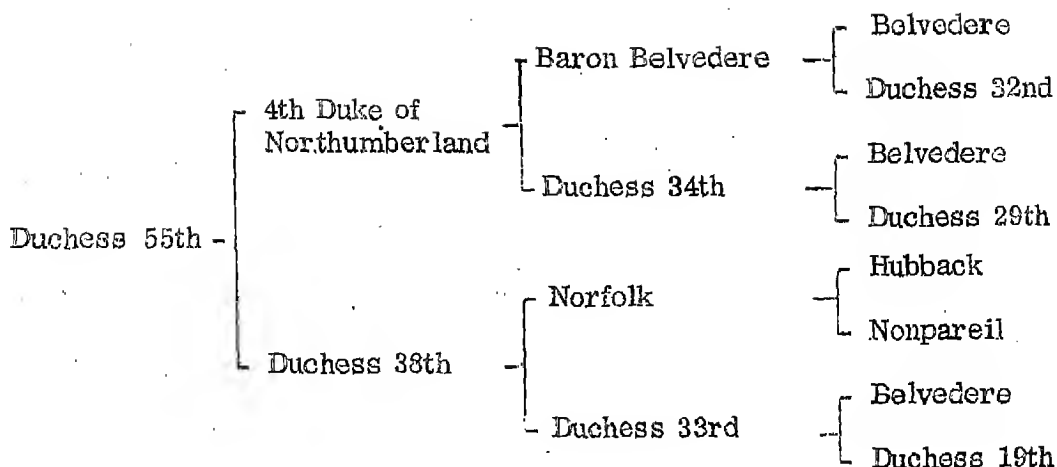 Belvedere
Baron Belvedere
Duchess 32nd
4th Duke of
Northumberland
Belvedere
Duchess 34th
Duchess 29th
Duchess 55th
Hubback
Norfolk
Nonpareil
Duchess 38th
Belvedere
Duchess 33rd
Duchess 19th